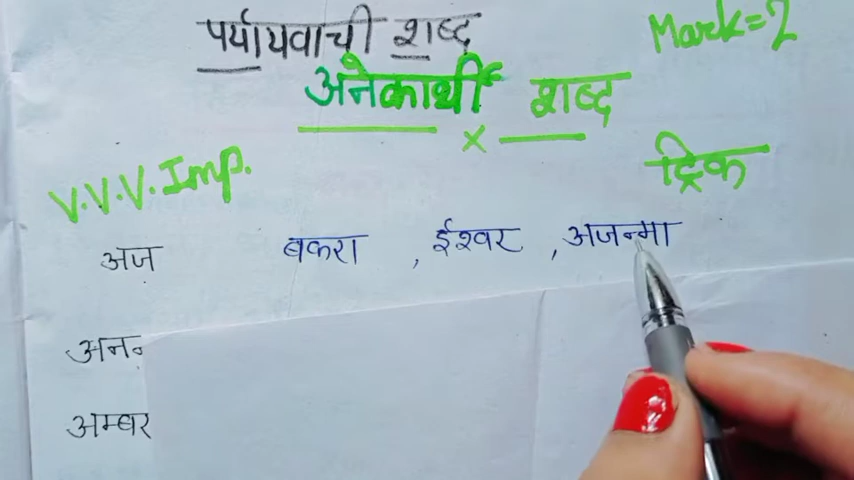 पर्यायवाची शब्द
Mark=2
अनेकार्थी शब्द
x
V.V.V.Imp.
ट्रिक
अज बकरा , ईश्वर , अजन्मा
अम्बर